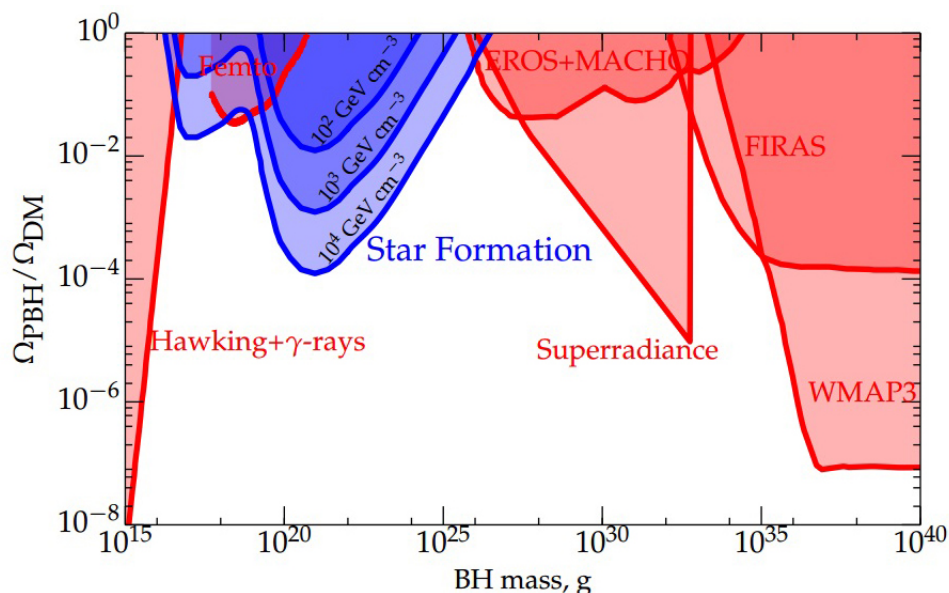 10^0
10^-2
10^-4
10^-6
10^-8
Ω_PBH/Ω_DM
Femto
10^2 GeV cm^-3
10^3 GeV cm^-3
10^4 GeV cm^-3
EROS+MACHO
FIRAS
Star Formation
Hawking+γ-rays
Superradiance
WMAP3
10^15 10^20 10^25 10^30 10^35 10^40
BH mass, g